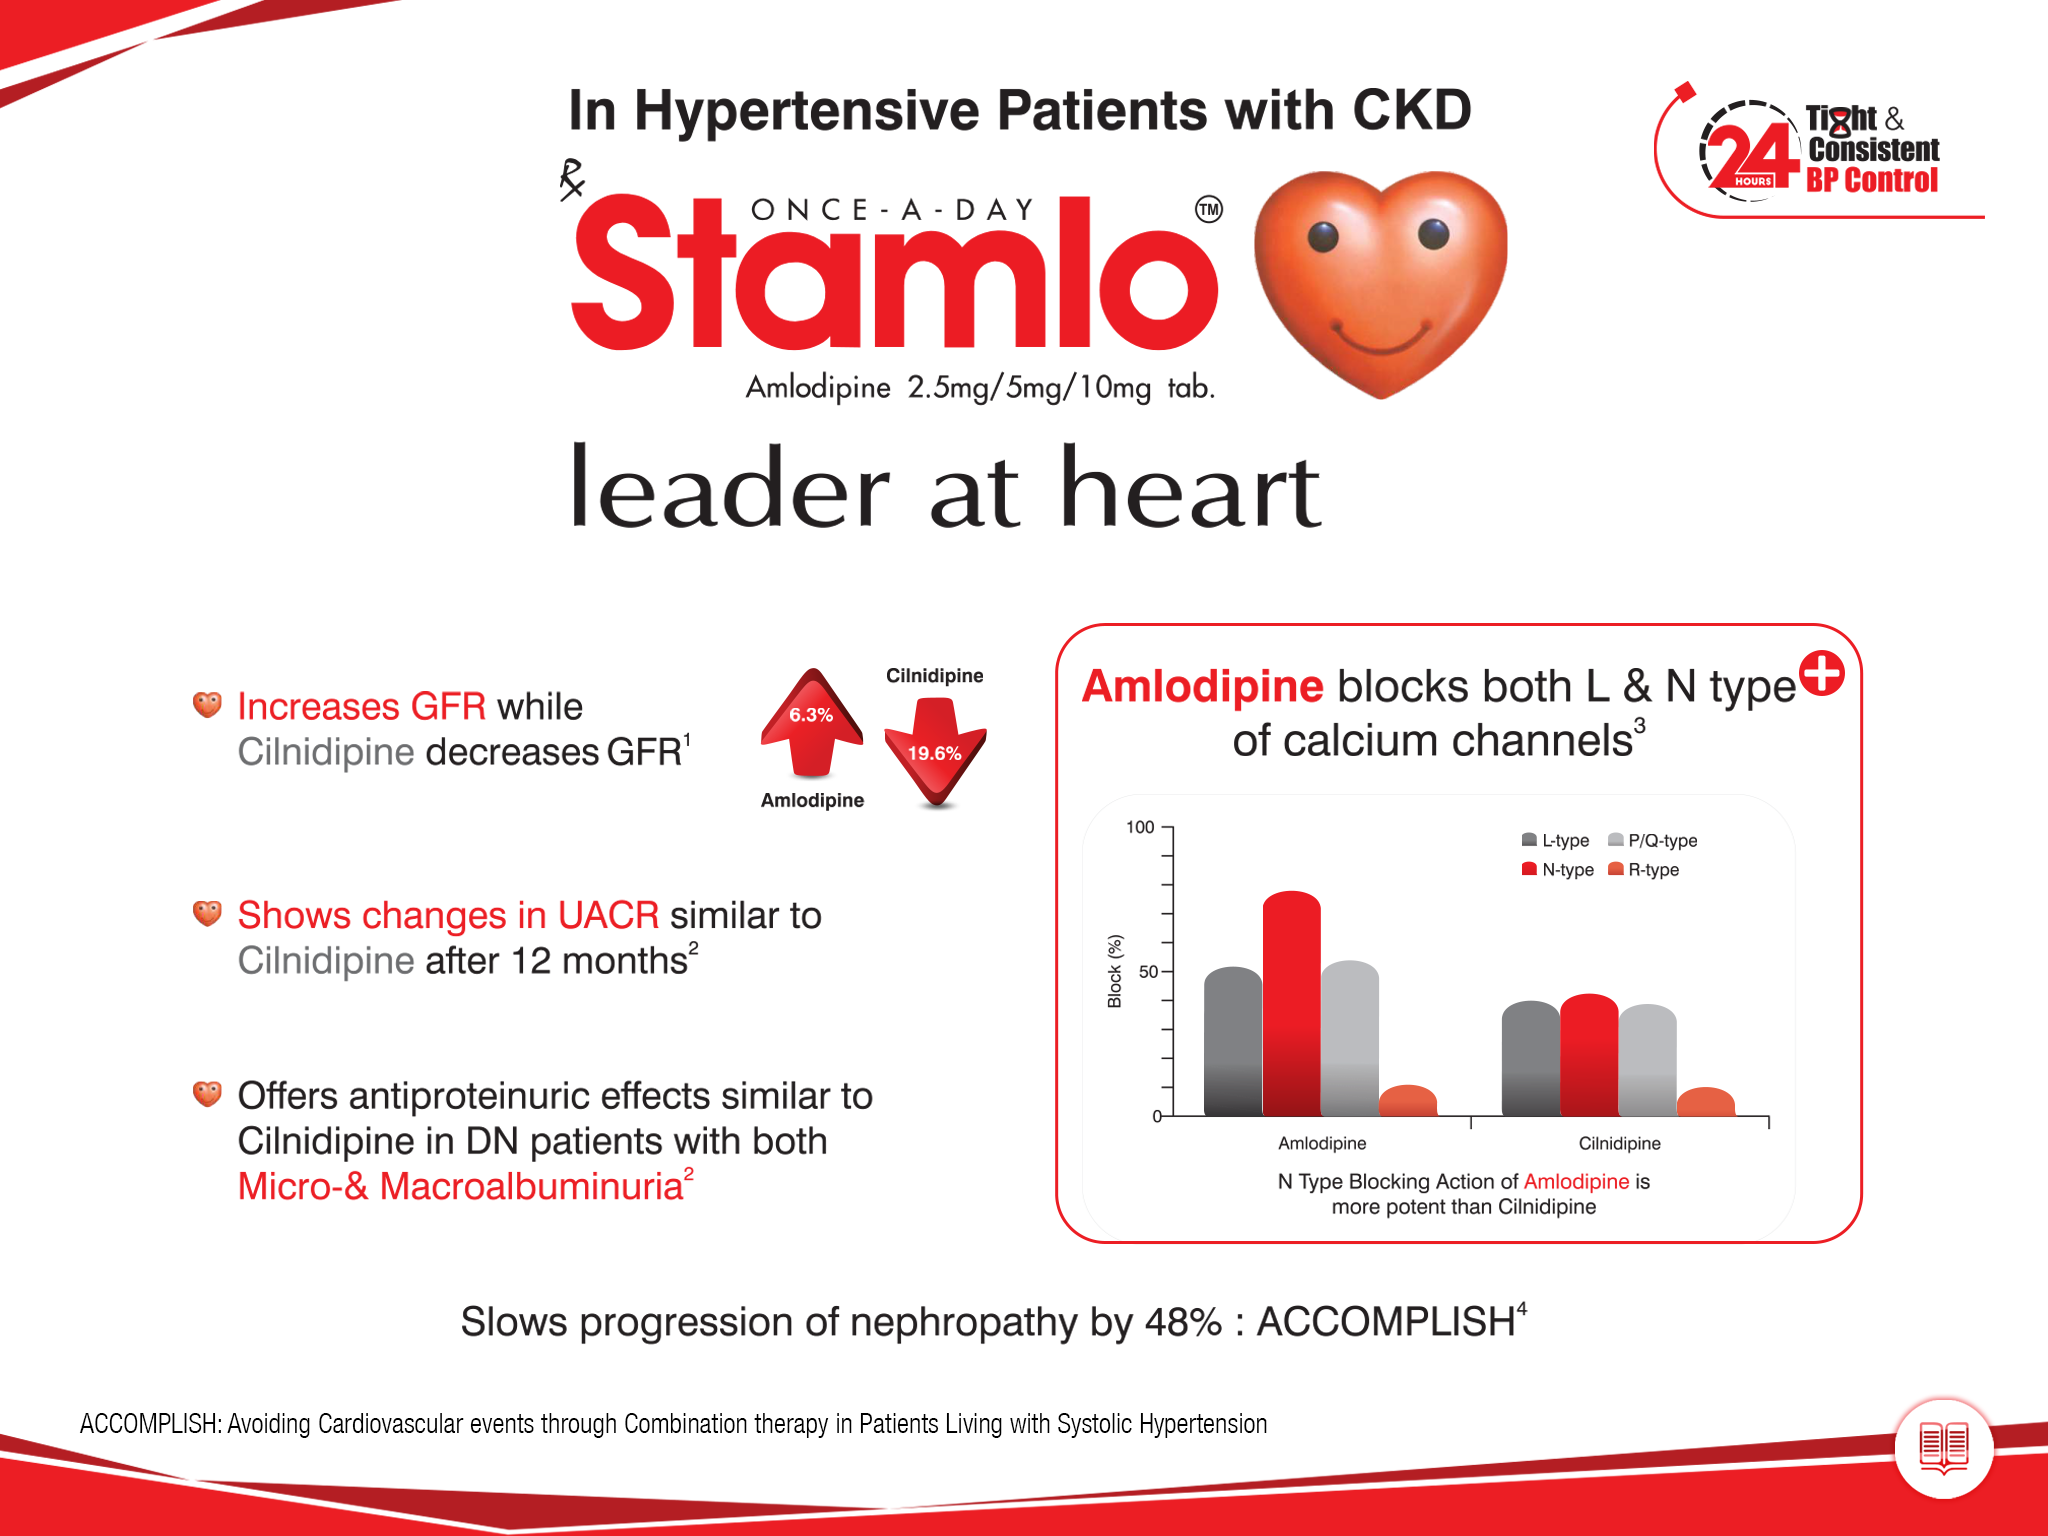 In Hypertensive Patients with CKD
24 HOURS
Tight &
Consistent
BP Control
Rx
ONCE-A-DAY
Stamlo TM
Amlodipine 2.5mg/5mg/10mg tab.
leader at heart
Increases GFR while
Cilnidipine decreases GFR1
6.3%
Amlodipine
Cilnidipine
19.6%
Shows changes in UACR similar to
Cilnidipine after 12 months2
Offers antiproteinuric effects similar to
Cilnidipine in DN patients with both
Micro-& Macroalbuminuria2
Amlodipine blocks both L & N type
of calcium channels3
L-type P/Q-type
N-type R-type
Block (%)
100
50
0
Amlodipine Cilnidipine
N Type Blocking Action of Amlodipine is
more potent than Cilnidipine
Slows progression of nephropathy by 48% : ACCOMPLISH4
ACCOMPLISH: Avoiding Cardiovascular events through Combination therapy in Patients Living with Systolic Hypertension